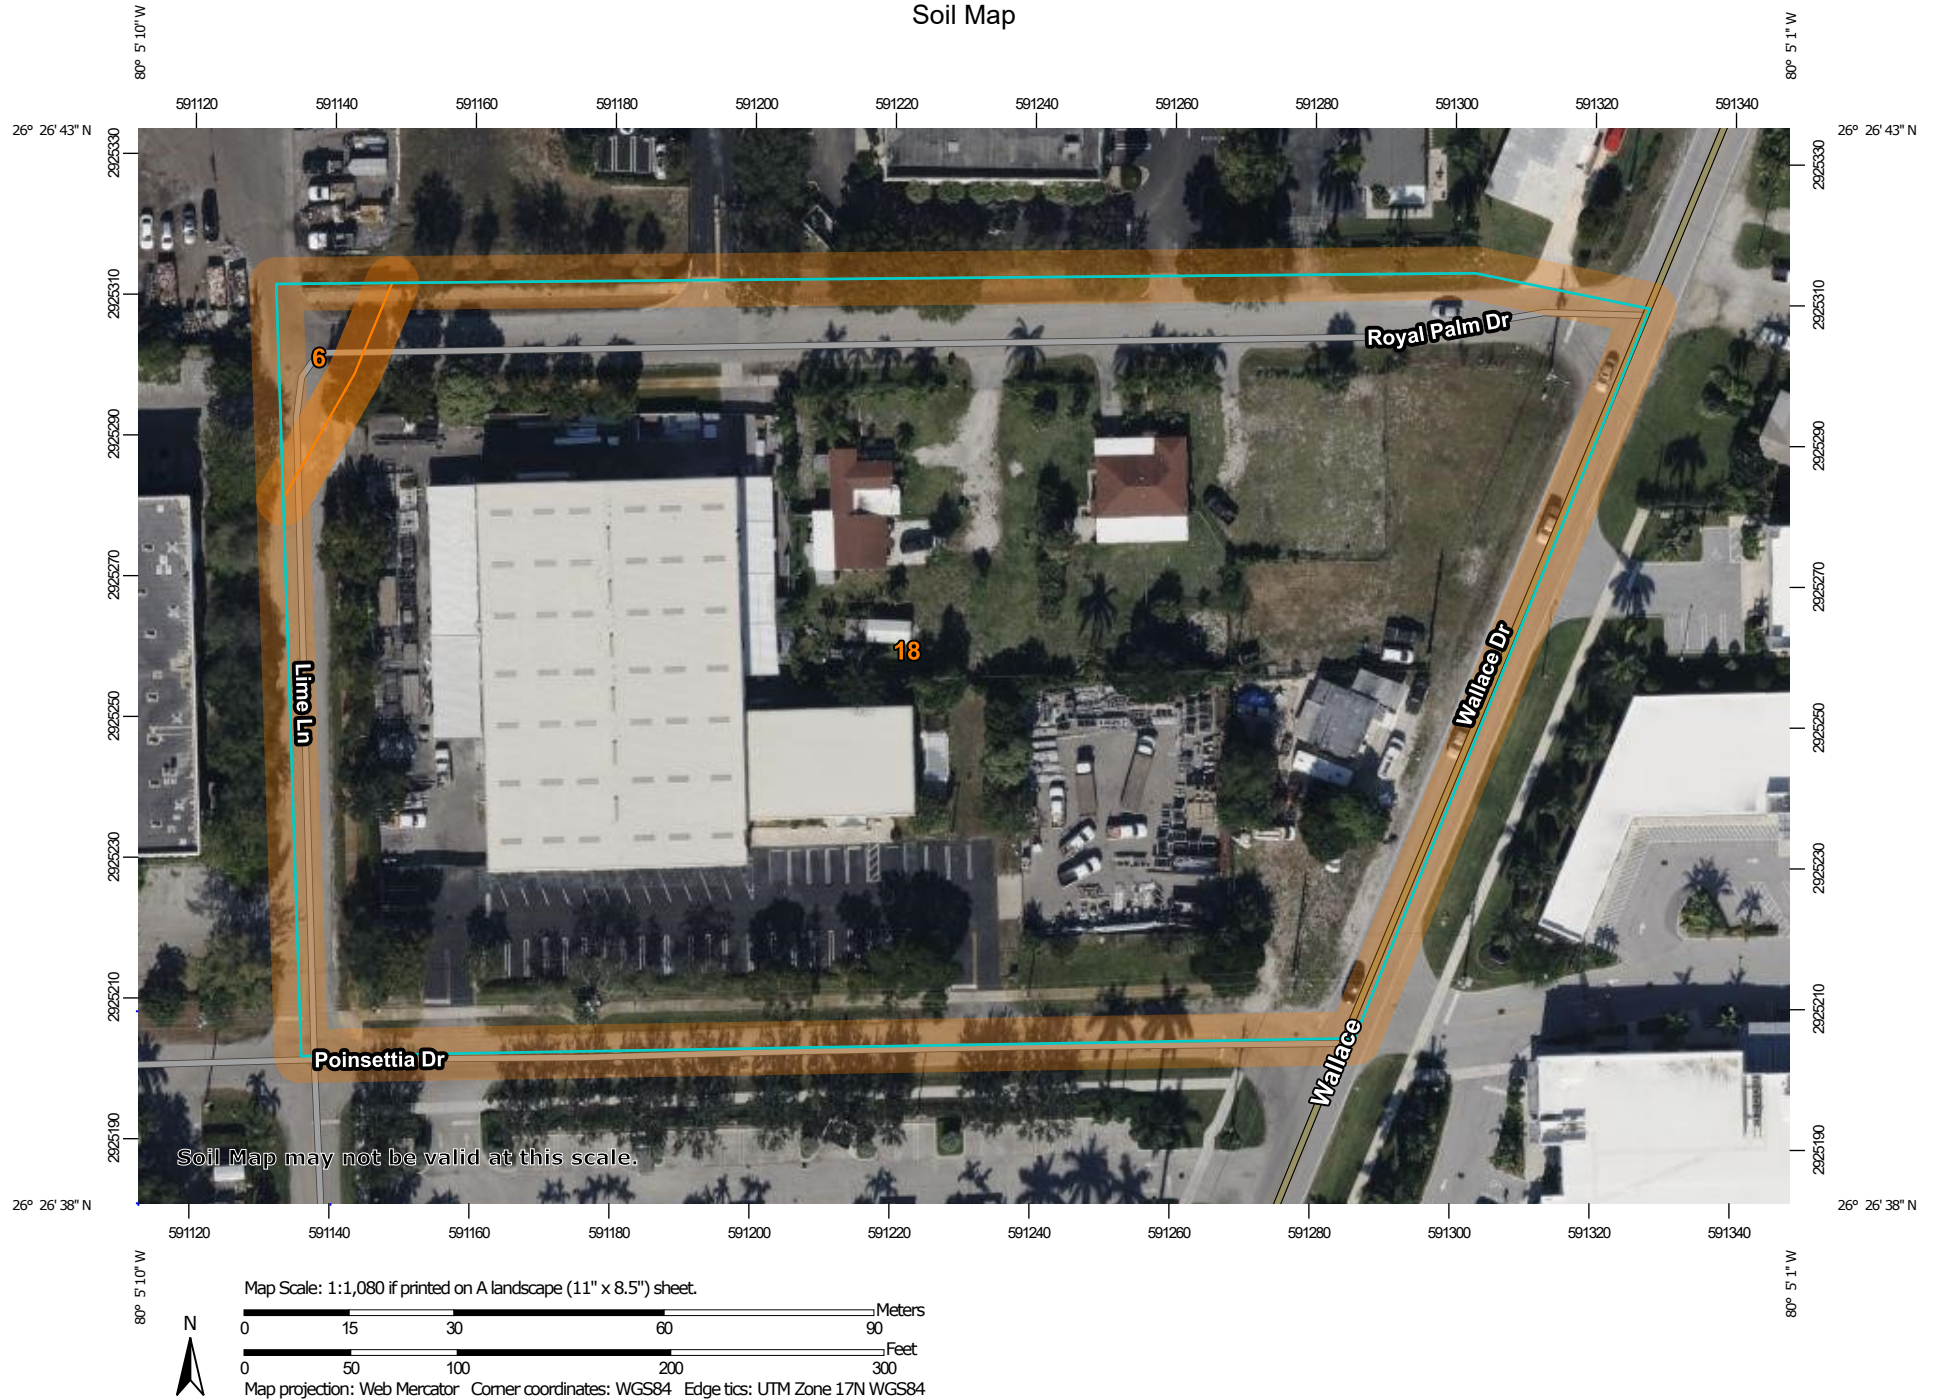 Soil Map
80° 5' 10" W
80° 5' 1" W
591120 591140 591160 591180 591200 591220 591240 591260 591280 591300 591320 591340
26° 26' 43" N
26° 26' 43" N
2925330
2925310
2925290
2925270
2925250
2925230
2925210
2925190
2925330
2925310
2925290
2925270
2925250
2925230
2925210
2925190
Royal Palm Dr
6
18
Lime Ln
Wallace Dr
Wallace
Poinsettia Dr
Soil Map may not be valid at this scale.
26° 26' 38" N
26° 26' 38" N
591120 591140 591160 591180 591200 591220 591240 591260 591280 591300 591320 591340
80° 5' 10" W
80° 5' 1" W
Map Scale: 1:1,080 if printed on A landscape (11" x 8.5") sheet.
Meters
0 15 30 60 90
Feet
0 50 100 200 300
N
Map projection: Web Mercator Corner coordinates: WGS84 Edge tics: UTM Zone 17N WGS84